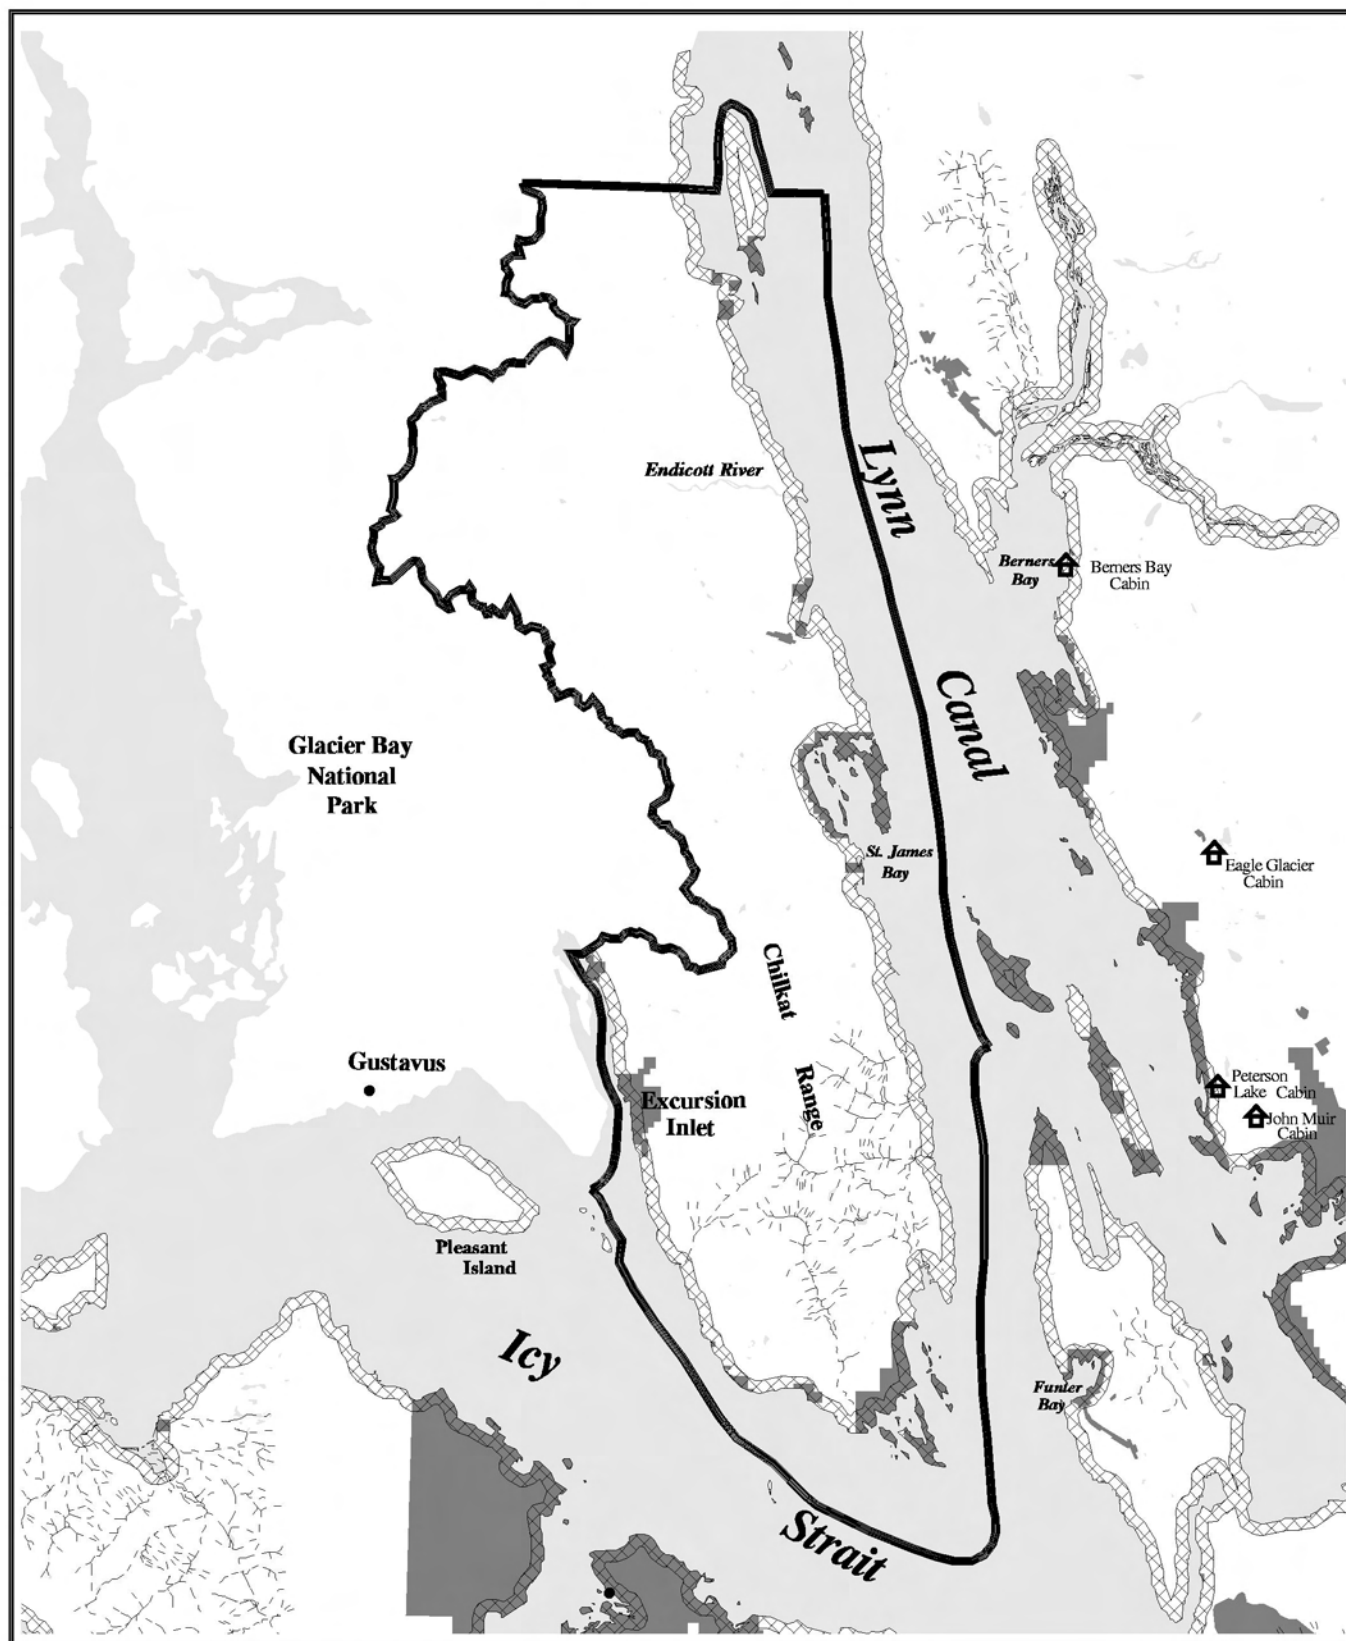 Endicott River
Lynn
Berners
Bay
Berners Bay
Cabin
Canal
Glacier Bay
National
Park
St. James
Bay
Eagle Glacier
Cabin
Chilkat
Range
Gustavus
Excursion
Inlet
Peterson
Lake Cabin
John Muir
Cabin
Pleasant
Island
Icy
Funter
Bay
Strait